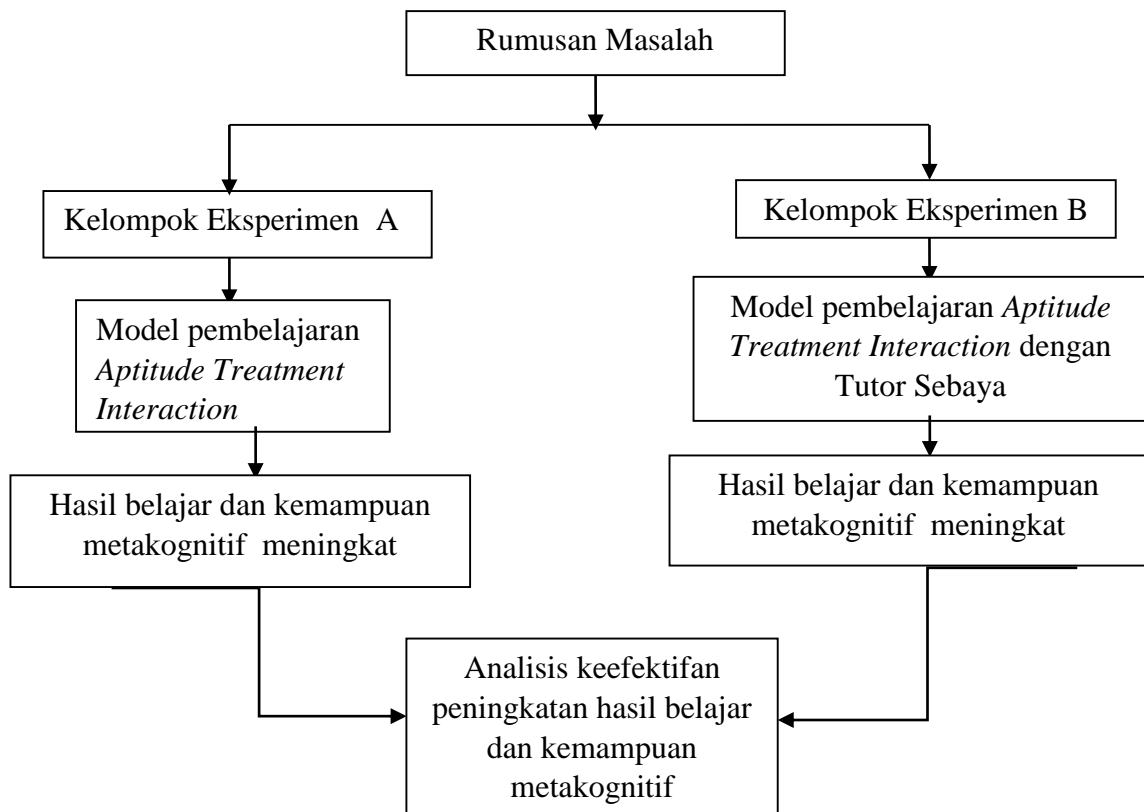 Rumusan Masalah
Kelompok Eksperimen A
Kelompok Eksperimen B
Model pembelajaran
Aptitude Treatment
Interaction
Model pembelajaran Aptitude
Treatment Interaction dengan
Tutor Sebaya
Hasil belajar dan kemampuan
metakognitif meningkat
Hasil belajar dan kemampuan
metakognitif meningkat
Analisis keefektifan
peningkatan hasil belajar
dan kemampuan
metakognitif